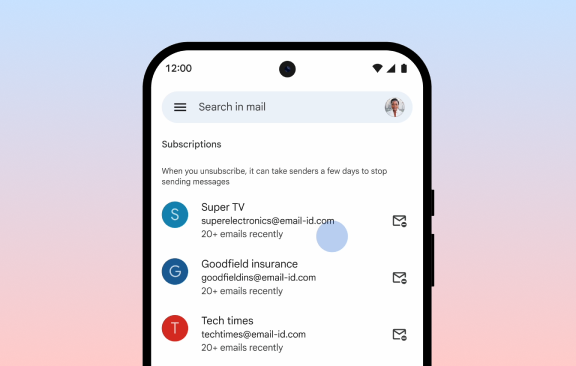 12:00
Search in mail
Subscriptions
When you unsubscribe, it can take senders a few days to stop
sending messages
S
Super TV
superelectronics@email-id.com
20+ emails recently
G
Goodfield insurance
goodfieldins@email-id.com
20+ emails recently
T
Tech times
techtimes@email-id.com
20+ emails recently